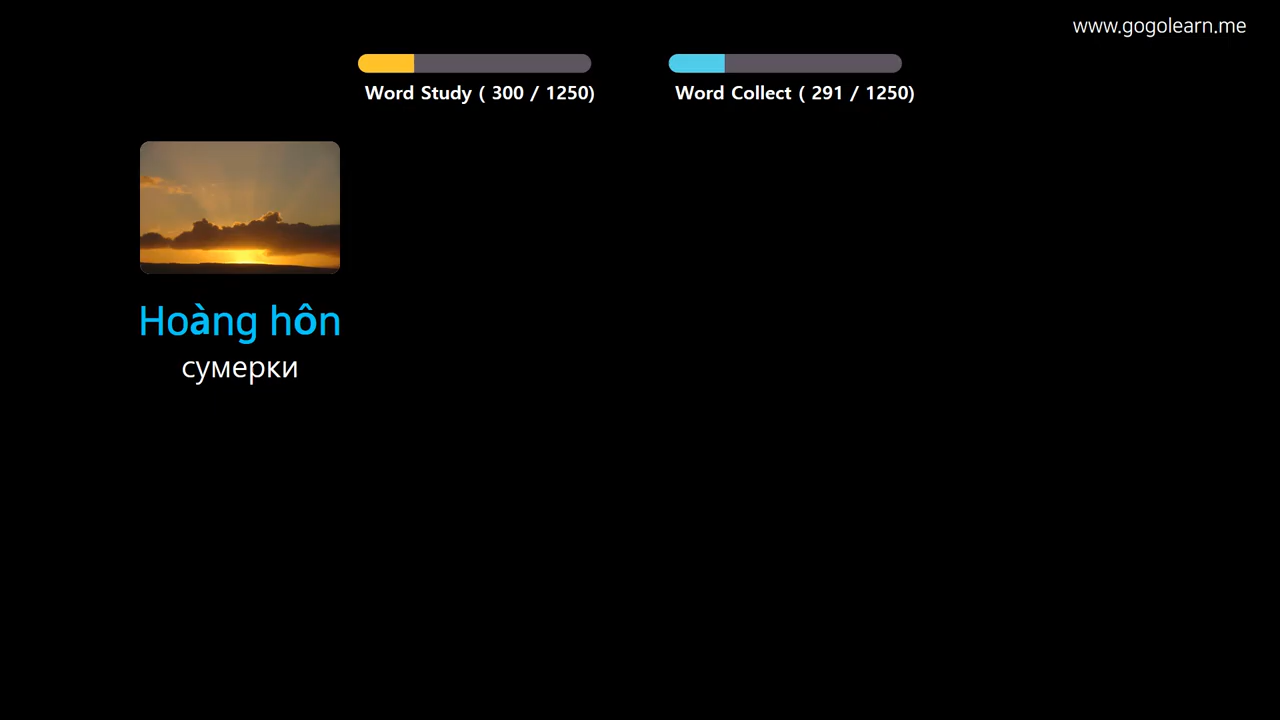 www.gogolearn.me
Word Study ( 300 / 1250)
Word Collect ( 291 / 1250)
Hoàng hôn
сумерки